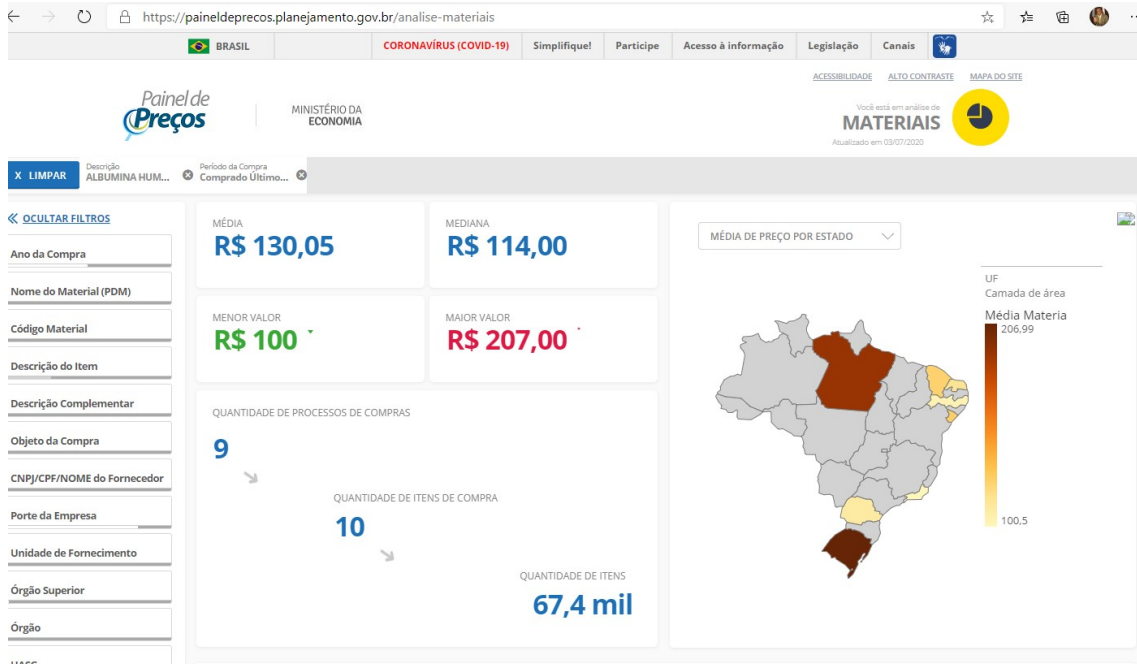 https://paineldeprecos.planejamento.gov.br/analise-materiais
BRASIL
CORONAVÍRUS (COVID-19)
Simplifique!
Participe
Acesso à informação
Legislação
Canais
ACESSIBILIDADE
ALTO CONTRASTE
MAPA DO SITE
Painel de
Preços
MINISTÉRIO DA
ECONOMIA
Você está em análise de
MATERIAIS
Atualizado em 03/07/2020
X LIMPAR
Descrição
ALBUMINA HUM...
Período da Compra
Comprado Último...
OCULTAR FILTROS
Ano da Compra
Nome do Material (PDM)
Código Material
Descrição do Item
Descrição Complementar
Objeto da Compra
CNPJ/CPF/NOME do Fornecedor
Porte da Empresa
Unidade de Fornecimento
Órgão Superior
Órgão
UASG
MÉDIA
R$ 130,05
MEDIANA
R$ 114,00
MENOR VALOR
R$ 100
MAIOR VALOR
R$ 207,00
QUANTIDADE DE PROCESSOS DE COMPRAS
9
QUANTIDADE DE ITENS DE COMPRA
10
QUANTIDADE DE ITENS
67,4 mil
MÉDIA DE PREÇO POR ESTADO
UF
Camada de área
Média Materia
206,99
100,5